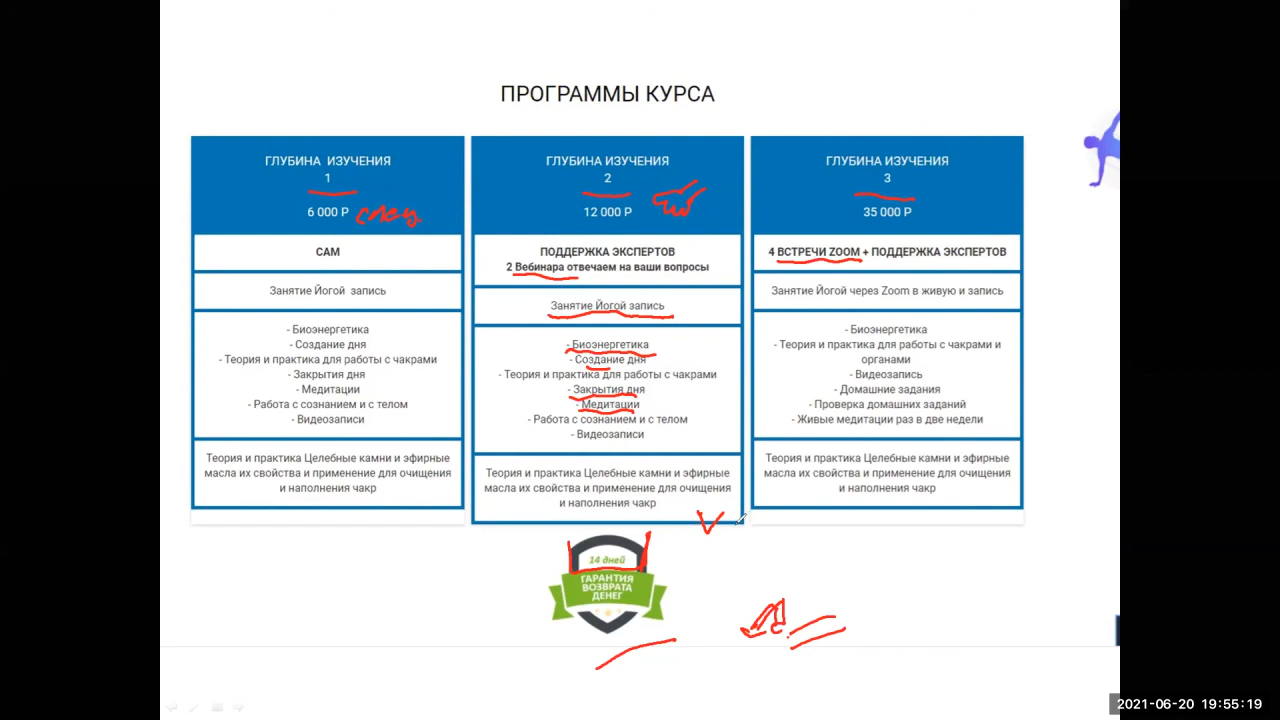 ПРОГРАММЫ КУРСА
ГЛУБИНА ИЗУЧЕНИЯ
1
6 000 Р
САМ
Занятие Йогой запись
- Биоэнергетика
- Создание дня
- Теория и практика для работы с чакрами
- Закрытия дня
- Медитации
- Работа с сознанием и с телом
- Видеозаписи
Теория и практика Целебные камни и эфирные
масла их свойства и применение для очищения
и наполнения чакр
ГЛУБИНА ИЗУЧЕНИЯ
2
12 000 Р
ПОДДЕРЖКА ЭКСПЕРТОВ
2 Вебинара отвечаем на ваши вопросы
Занятие Йогой запись
- Биоэнергетика
- Создание дня
- Теория и практика для работы с чакрами
- Закрытия дня
- Медитации
- Работа с сознанием и с телом
- Видеозаписи
Теория и практика Целебные камни и эфирные
масла их свойства и применение для очищения
и наполнения чакр
ГЛУБИНА ИЗУЧЕНИЯ
3
35 000 Р
4 ВСТРЕЧИ ZOOM + ПОДДЕРЖКА ЭКСПЕРТОВ
Занятие Йогой через Zoom в живую и запись
- Биоэнергетика
- Теория и практика для работы с чакрами и
органами
- Видеозапись
- Домашние задания
- Проверка домашних заданий
- Живые медитации раз в две недели
Теория и практика Целебные камни и эфирные
масла их свойства и применение для очищения
и наполнения чакр
14 дней
ГАРАНТИЯ
ВОЗВРАТА
ДЕНЕГ
2021-06-20 19:55:19